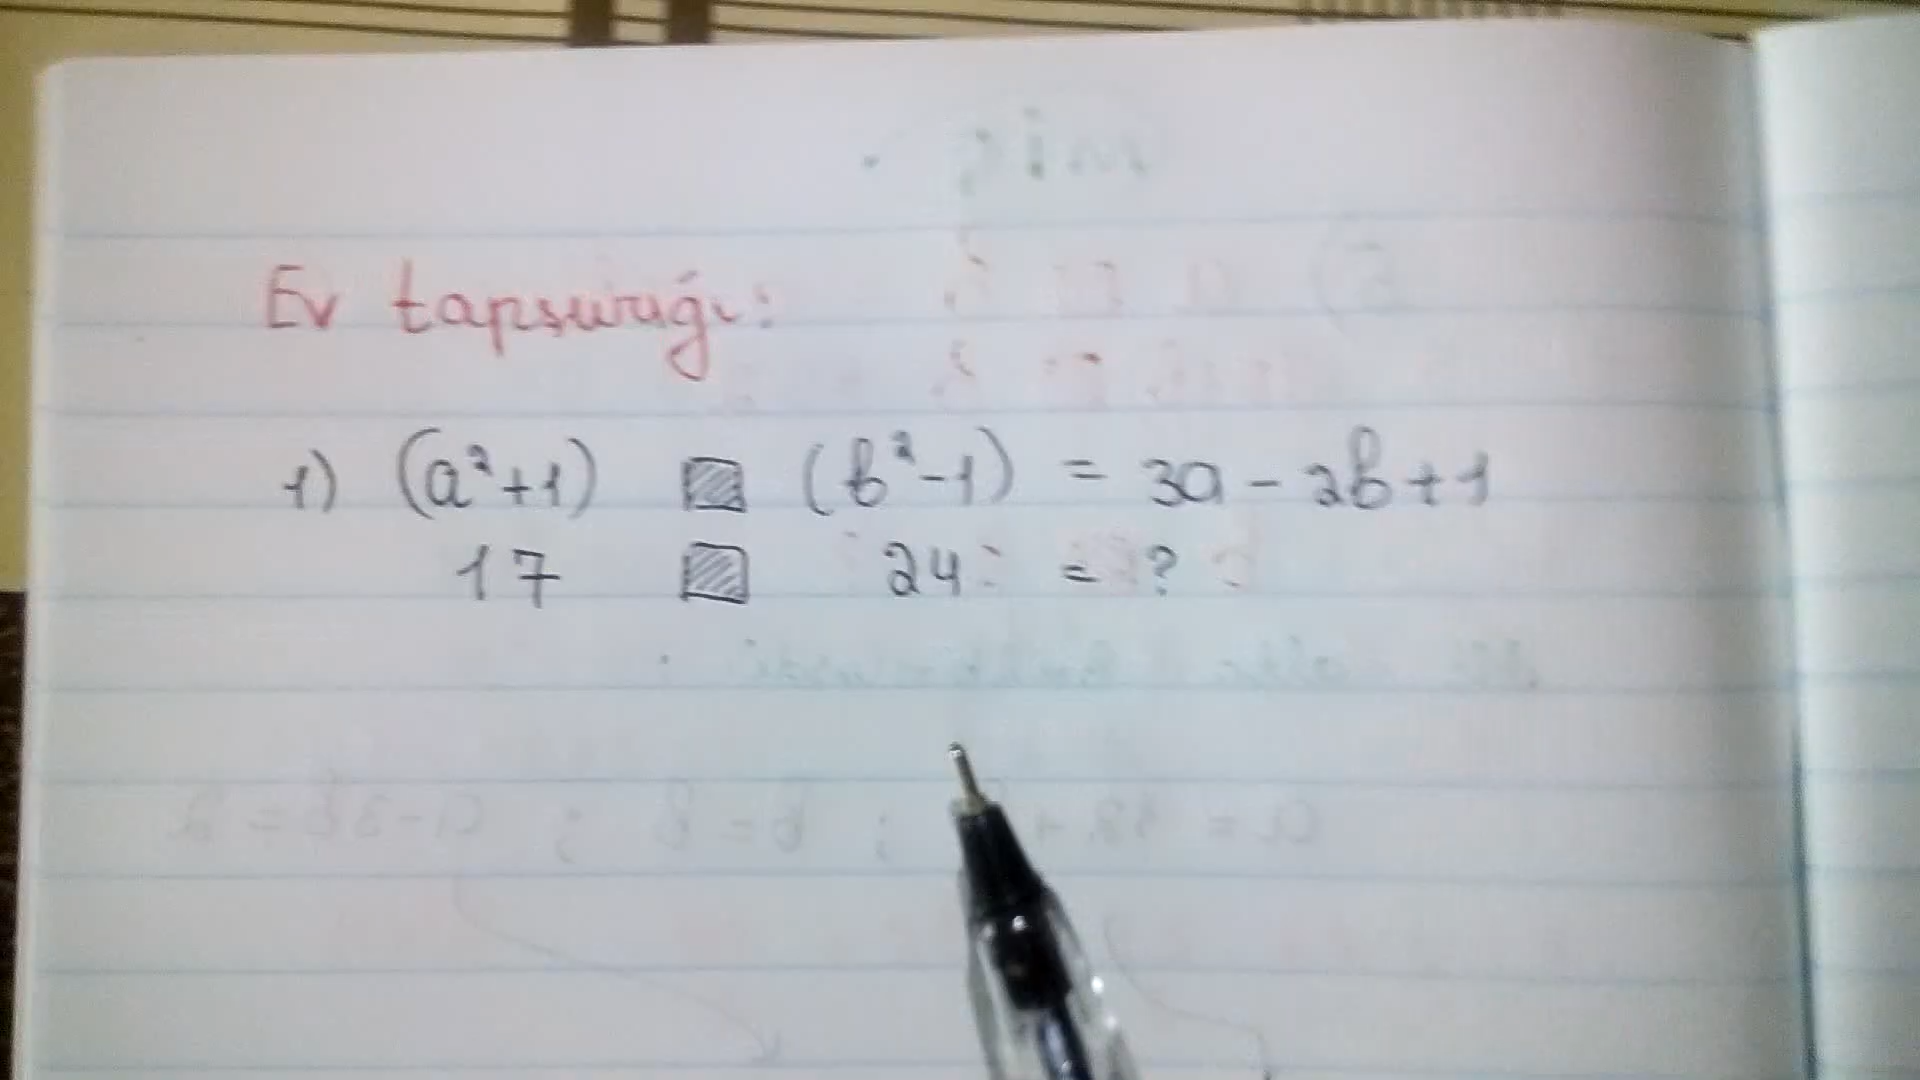 Ev tapşırığı:
1) (a²+1) ▨ (b²-1) = 3a - 2b + 1
17 ▨ 24 = ?